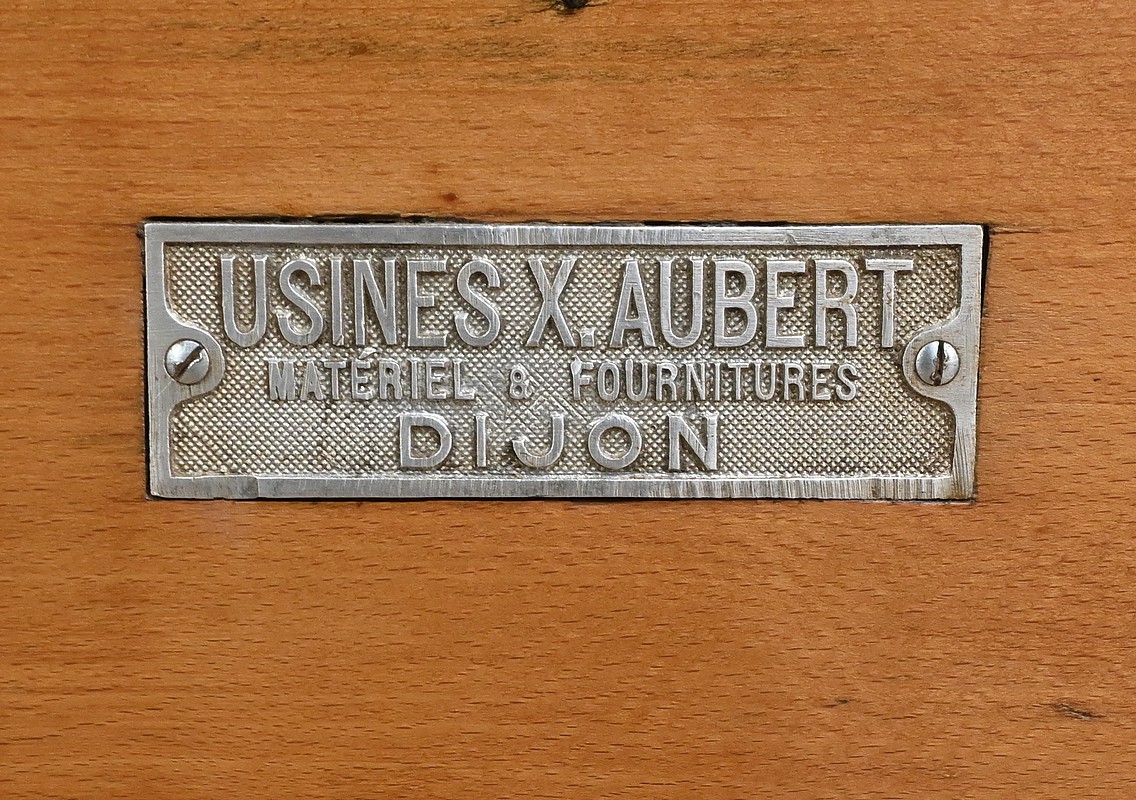 USINES X. AUBERT
MATÉRIEL & FOURNITURES
DIJON